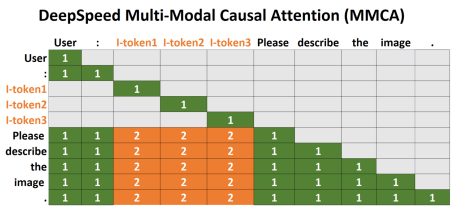 DeepSpeed Multi-Modal Causal Attention (MMCA)
User : I-token1 I-token2 I-token3 Please describe the image .
User 1
: 1 1
I-token1 1
I-token2 1
I-token3 1
Please 1 1 2 2 2 1
describe 1 1 2 2 2 1 1
the 1 1 2 2 2 1 1 1
image 1 1 2 2 2 1 1 1 1
. 1 1 2 2 2 1 1 1 1 1